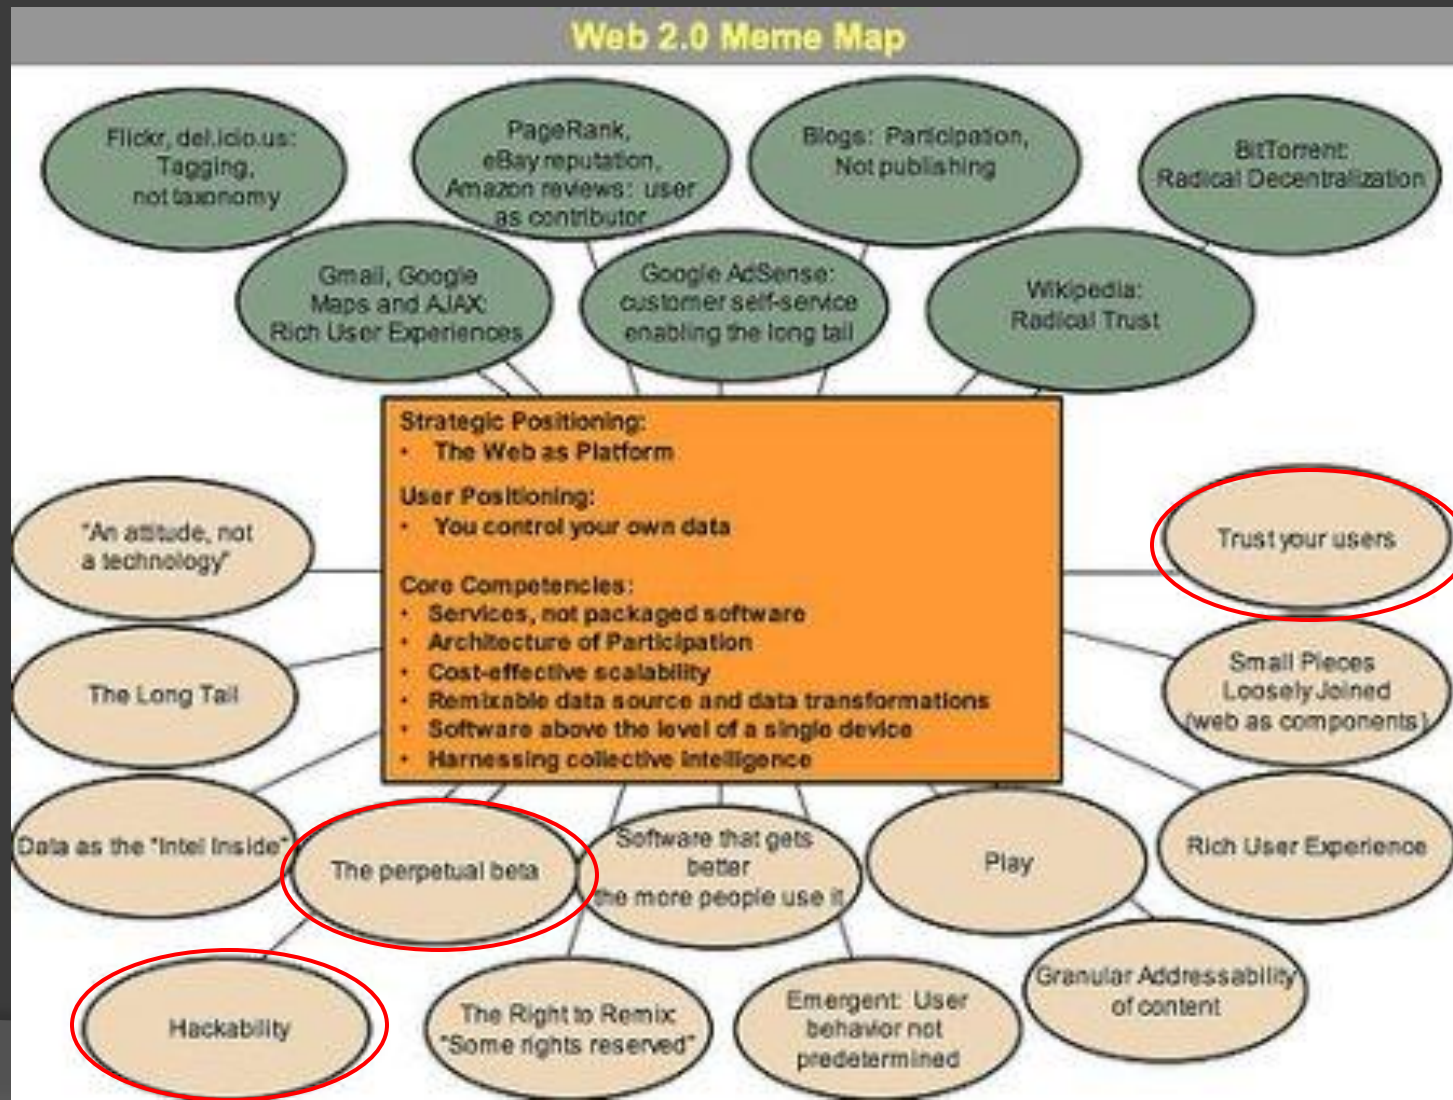 Web 2.0 Meme Map
Flickr, del.icio.us:
Tagging,
not taxonomy
PageRank,
eBay reputation,
Amazon reviews: user
as contributor
Blogs: Participation,
Not publishing
BitTorrent:
Radical Decentralization
Gmail, Google
Maps and AJAX:
Rich User Experiences
Google AdSense:
customer self-service
enabling the long tail
Wikipedia:
Radical Trust
Strategic Positioning:
• The Web as Platform
User Positioning:
• You control your own data
Core Competencies:
• Services, not packaged software
• Architecture of Participation
• Cost-effective scalability
• Remixable data source and data transformations
• Software above the level of a single device
• Harnessing collective intelligence
"An attitude, not
a technology"
Trust your users
The Long Tail
Small Pieces
Loosely Joined
(web as components)
Data as the "Intel Inside"
The perpetual beta
Software that gets
better
the more people use it
Play
Rich User Experience
Hackability
The Right to Remix:
"Some rights reserved"
Emergent: User
behavior not
predetermined
Granular Addressability
of content